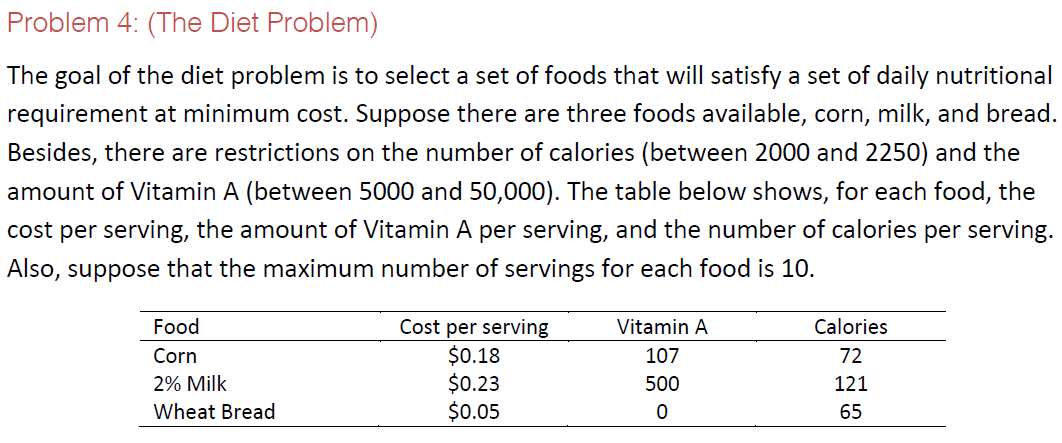 Problem 4: (The Diet Problem)
The goal of the diet problem is to select a set of foods that will satisfy a set of daily nutritional
requirement at minimum cost. Suppose there are three foods available, corn, milk, and bread.
Besides, there are restrictions on the number of calories (between 2000 and 2250) and the
amount of Vitamin A (between 5000 and 50,000). The table below shows, for each food, the
cost per serving, the amount of Vitamin A per serving, and the number of calories per serving.
Also, suppose that the maximum number of servings for each food is 10.
Food Cost per serving Vitamin A Calories
Corn $0.18 107 72
2% Milk $0.23 500 121
Wheat Bread $0.05 0 65